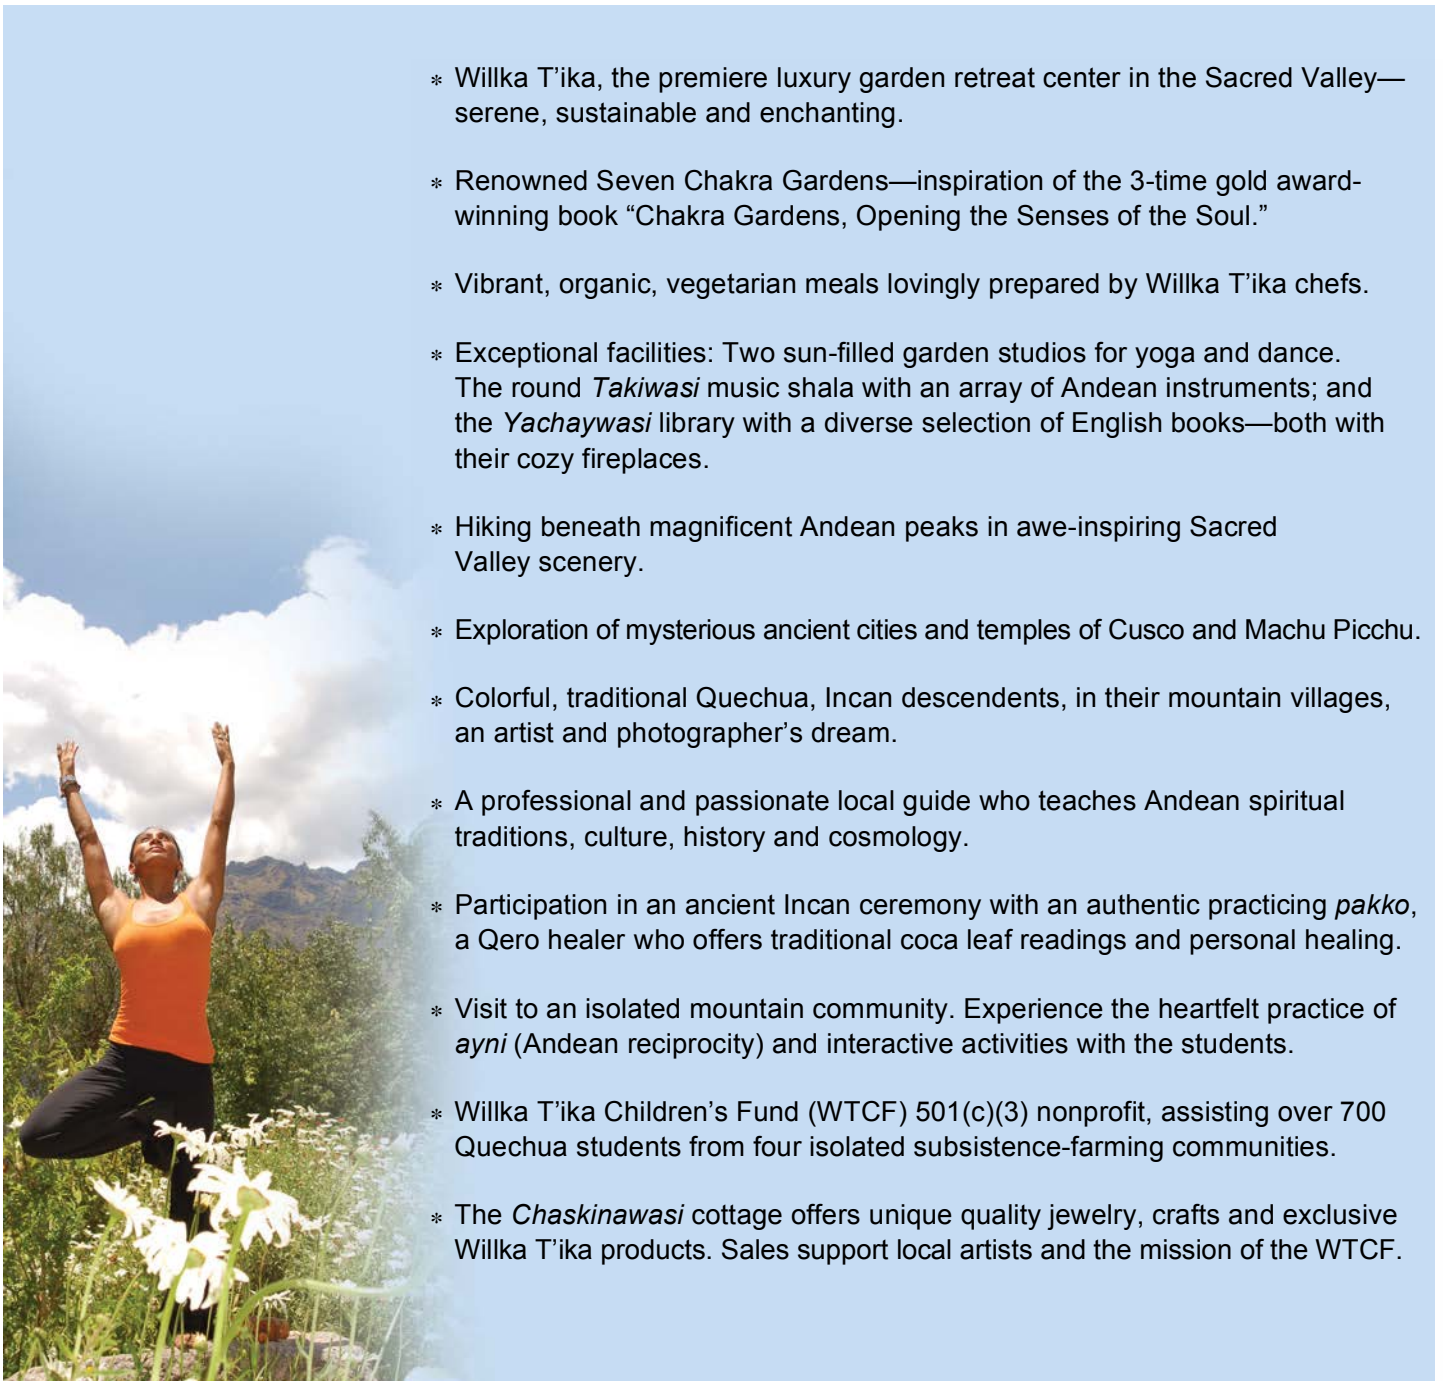 * Willka T’ika, the premiere luxury garden retreat center in the Sacred Valley—
serene, sustainable and enchanting.
* Renowned Seven Chakra Gardens—inspiration of the 3-time gold award-
winning book “Chakra Gardens, Opening the Senses of the Soul.”
* Vibrant, organic, vegetarian meals lovingly prepared by Willka T’ika chefs.
* Exceptional facilities: Two sun-filled garden studios for yoga and dance.
The round Takiwasi music shala with an array of Andean instruments; and
the Yachaywasi library with a diverse selection of English books—both with
their cozy fireplaces.
* Hiking beneath magnificent Andean peaks in awe-inspiring Sacred
Valley scenery.
* Exploration of mysterious ancient cities and temples of Cusco and Machu Picchu.
* Colorful, traditional Quechua, Incan descendents, in their mountain villages,
an artist and photographer’s dream.
* A professional and passionate local guide who teaches Andean spiritual
traditions, culture, history and cosmology.
* Participation in an ancient Incan ceremony with an authentic practicing pakko,
a Qero healer who offers traditional coca leaf readings and personal healing.
* Visit to an isolated mountain community. Experience the heartfelt practice of
ayni (Andean reciprocity) and interactive activities with the students.
* Willka T’ika Children’s Fund (WTCF) 501(c)(3) nonprofit, assisting over 700
Quechua students from four isolated subsistence-farming communities.
* The Chaskinawasi cottage offers unique quality jewelry, crafts and exclusive
Willka T’ika products. Sales support local artists and the mission of the WTCF.